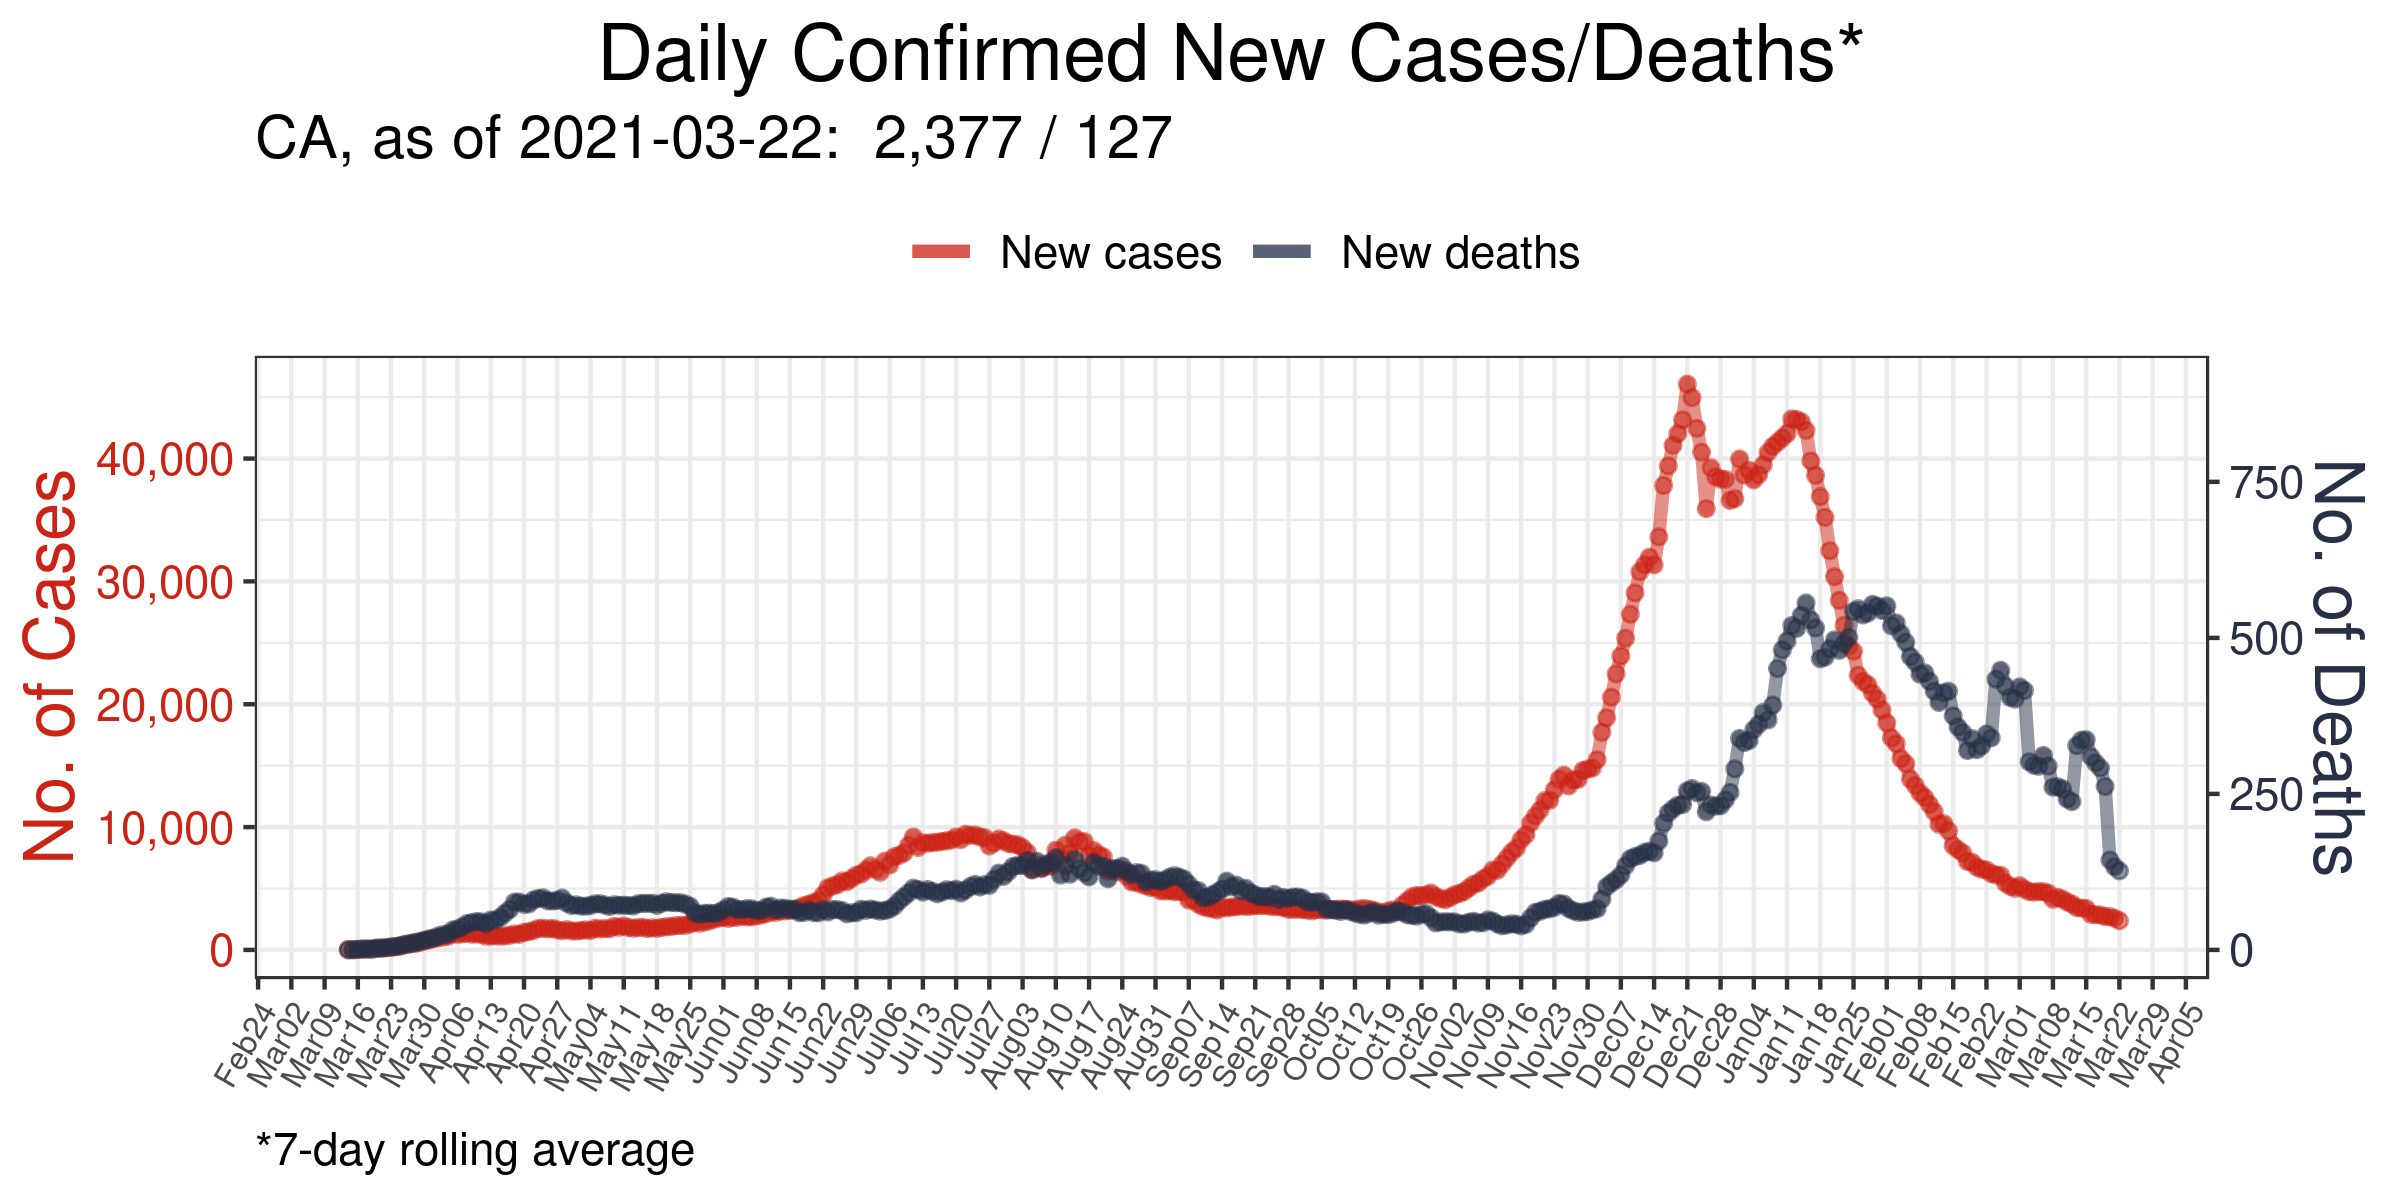 Daily Confirmed New Cases/Deaths*
CA, as of 2021-03-22:  2,377 / 127
New cases
New deaths
No. of Cases
40,000
30,000
20,000
10,000
0
750
500
250
0
No. of Deaths
Feb24
Mar02
Mar09
Mar16
Mar23
Mar30
Apr06
Apr13
Apr20
Apr27
May04
May11
May18
May25
Jun01
Jun08
Jun15
Jun22
Jun29
Jul06
Jul13
Jul20
Jul27
Aug03
Aug10
Aug17
Aug24
Aug31
Sep07
Sep14
Sep21
Sep28
Oct05
Oct12
Oct19
Oct26
Nov02
Nov09
Nov16
Nov23
Nov30
Dec07
Dec14
Dec21
Dec28
Jan04
Jan11
Jan18
Jan25
Feb01
Feb08
Feb15
Feb22
Mar01
Mar08
Mar15
Mar22
Mar29
Apr05
*7-day rolling average